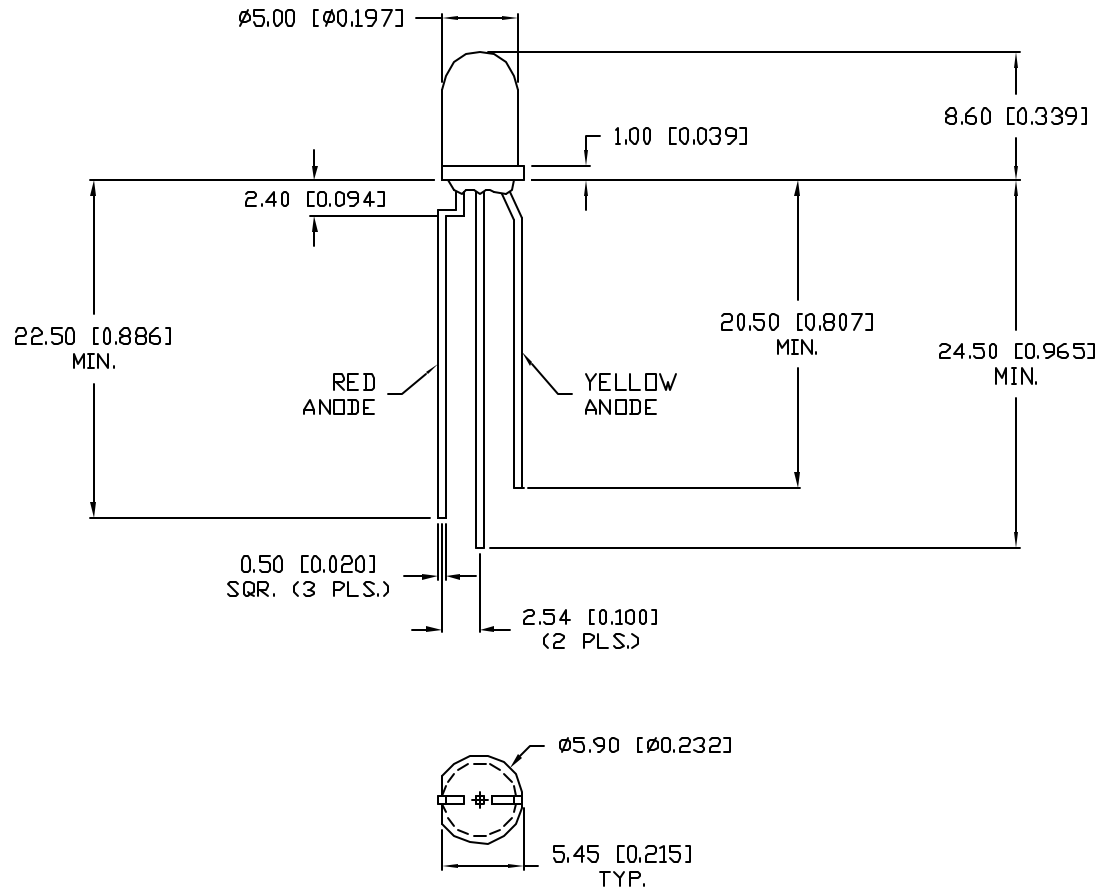 ø5.00 [ø0.197]
8.60 [0.339]
1.00 [0.039]
2.40 [0.094]
22.50 [0.886]
MIN.
20.50 [0.807]
MIN.
24.50 [0.965]
MIN.
RED
ANODE
YELLOW
ANODE
0.50 [0.020]
SQR. (3 PLS.)
2.54 [0.100]
(2 PLS.)
ø5.90 [ø0.232]
5.45 [0.215]
TYP.